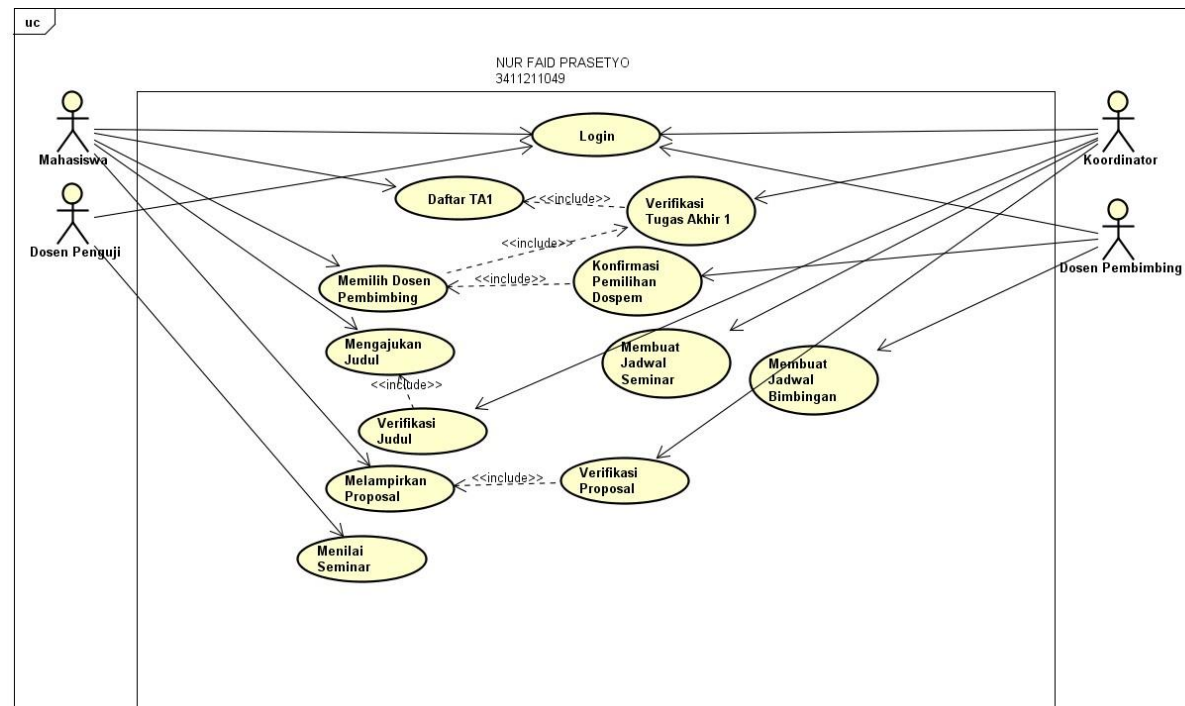 uc
NUR FAID PRASETYO
3411211049
Login
Mahasiswa
Koordinator
Daftar TA1
<<include>>
Verifikasi
Tugas Akhir 1
Dosen Penguji
Dosen Pembimbing
<<include>>
Memilih Dosen
Pembimbing
<<include>>
Konfirmasi
Pemilihan
Dospem
Mengajukan
Judul
Membuat
Jadwal
Seminar
Membuat
Jadwal
Bimbingan
<<include>>
Verifikasi
Judul
Melampirkan
Proposal
<<include>>
Verifikasi
Proposal
Menilai
Seminar